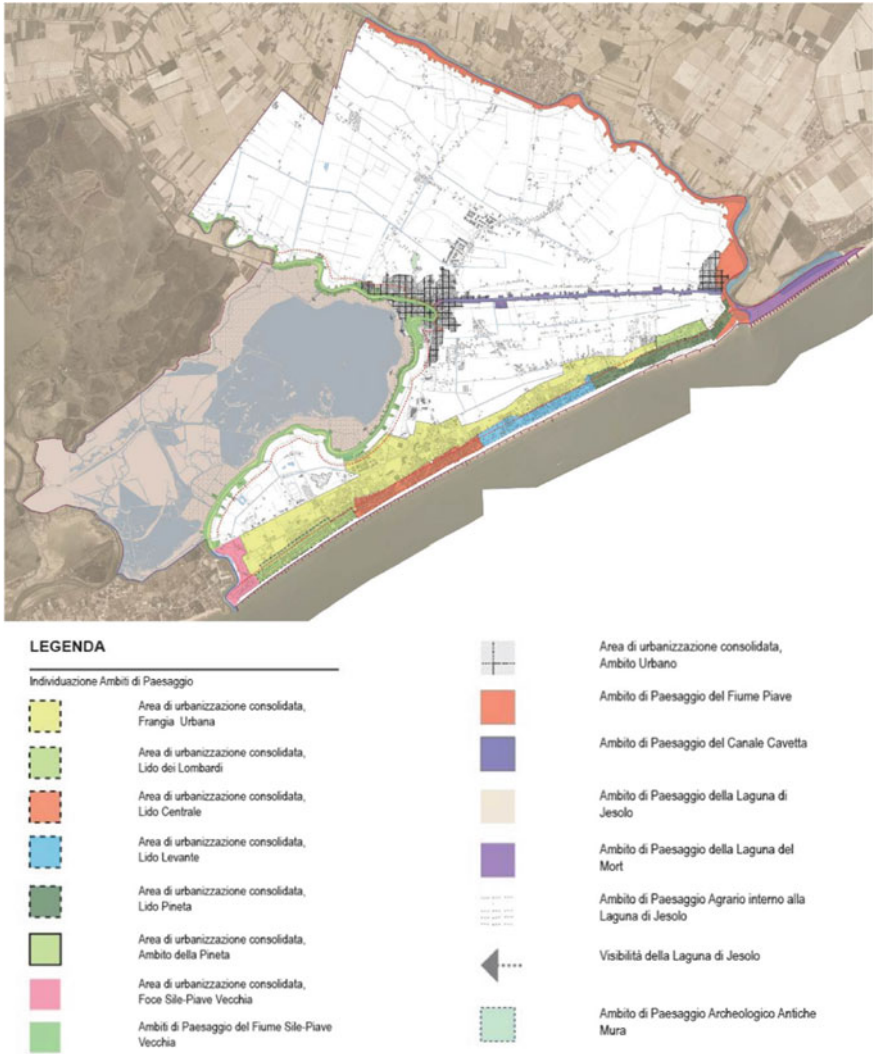 LEGENDA
Individuazione Ambiti di Paesaggio
Area di urbanizzazione consolidata,
Frangia Urbana
Area di urbanizzazione consolidata,
Lido dei Lombardi
Area di urbanizzazione consolidata,
Lido Centrale
Area di urbanizzazione consolidata,
Lido Levante
Area di urbanizzazione consolidata,
Lido Pineta
Area di urbanizzazione consolidata,
Ambito della Pineta
Area di urbanizzazione consolidata,
Foce Sile-Piave Vecchia
Ambiti di Paesaggio del Fiume Sile-Piave
Vecchia
Area di urbanizzazione consolidata,
Ambito Urbano
Ambito di Paesaggio del Fiume Piave
Ambito di Paesaggio del Canale Cavetta
Ambito di Paesaggio della Laguna di
Jesolo
Ambito di Paesaggio della Laguna del
Mort
Ambito di Paesaggio Agrario interno alla
Laguna di Jesolo
Visibilità della Laguna di Jesolo
Ambito di Paesaggio Archeologico Antiche
Mura